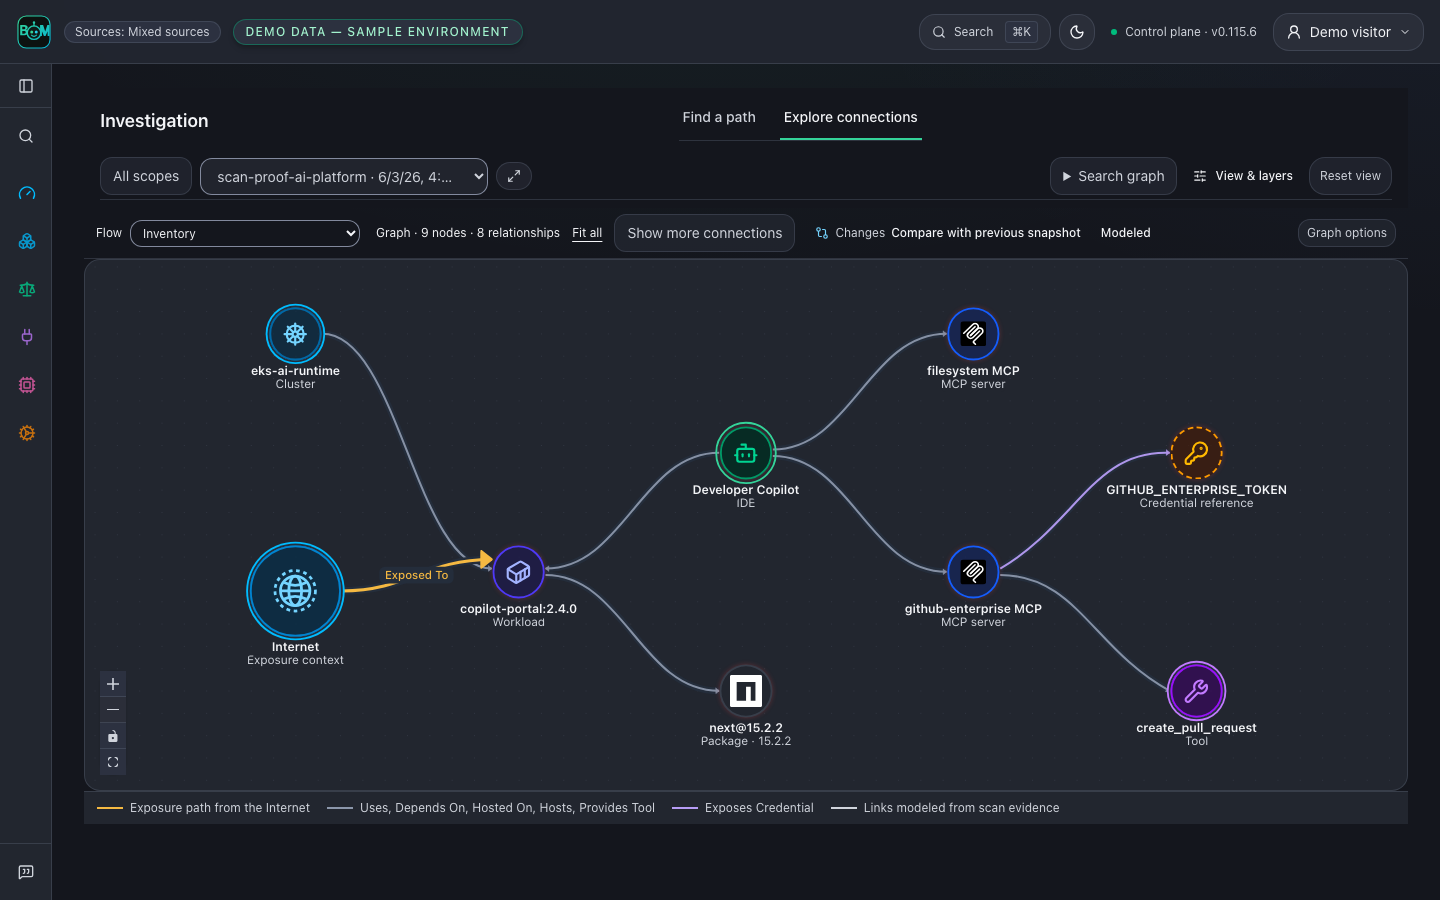 BOM
Sources: Mixed sources
DEMO DATA — SAMPLE ENVIRONMENT
Search ⌘K
Control plane · v0.115.6
Demo visitor
Investigation
Find a path
Explore connections
All scopes
scan-proof-ai-platform · 6/3/26, 4:...
Search graph
View & layers
Reset view
Flow
Inventory
Graph · 9 nodes · 8 relationships
Fit all
Show more connections
Changes Compare with previous snapshot
Modeled
Graph options
eks-ai-runtime
Cluster
filesystem MCP
MCP server
Developer Copilot
IDE
GITHUB_ENTERPRISE_TOKEN
Credential reference
Exposed To
copilot-portal:2.4.0
Workload
github-enterprise MCP
MCP server
Internet
Exposure context
next@15.2.2
Package · 15.2.2
create_pull_request
Tool
Exposure path from the Internet
Uses, Depends On, Hosted On, Hosts, Provides Tool
Exposes Credential
Links modeled from scan evidence